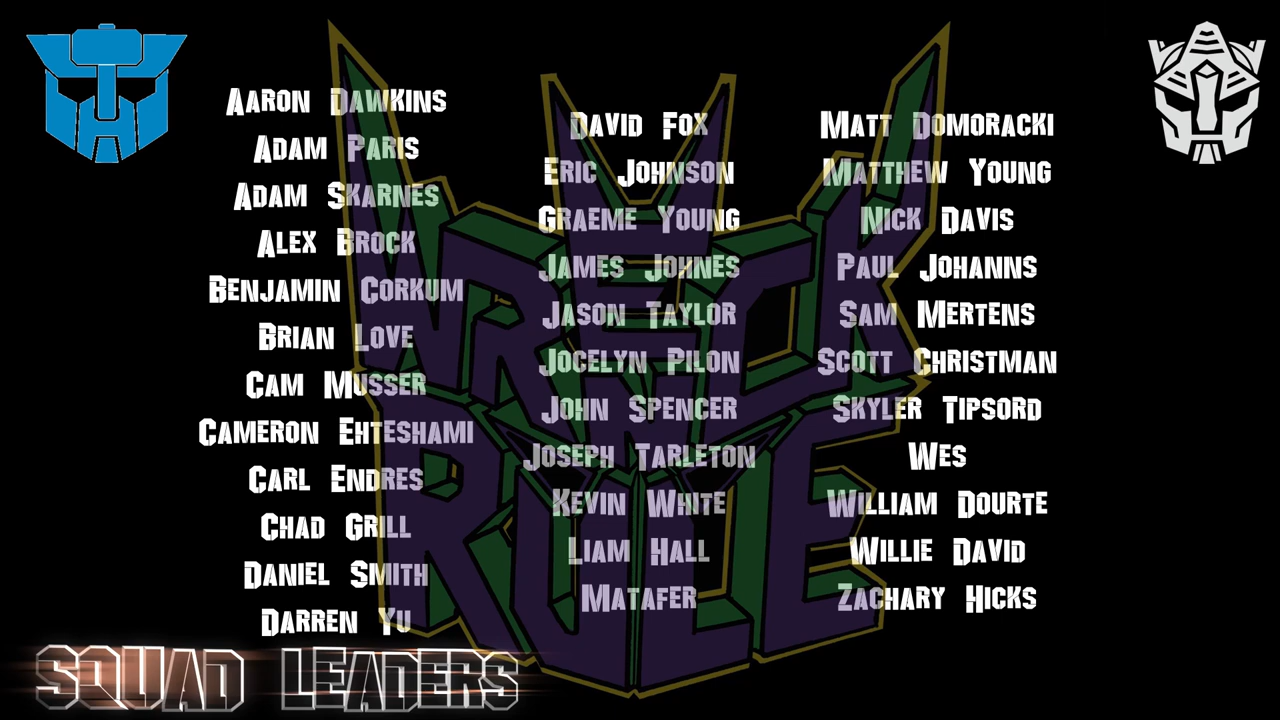 Aaron Dawkins
Adam Paris
Adam Skarnes
Alex Brock
Benjamin Corkum
Brian Love
Cam Musser
Cameron Ehteshami
Carl Endres
Chad Grill
Daniel Smith
Darren Yu
David Fox
Eric Johnson
Graeme Young
James Johnes
Jason Taylor
Jocelyn Pilon
John Spencer
Joseph Tarleton
Kevin White
Liam Hall
Matafer
Matt Domoracki
Matthew Young
Nick Davis
Paul Johanns
Sam Mertens
Scott Christman
Skyler Tipsord
Wes
William Dourte
Willie David
Zachary Hicks
WRECK
N
RULE
SQUAD LEADERS